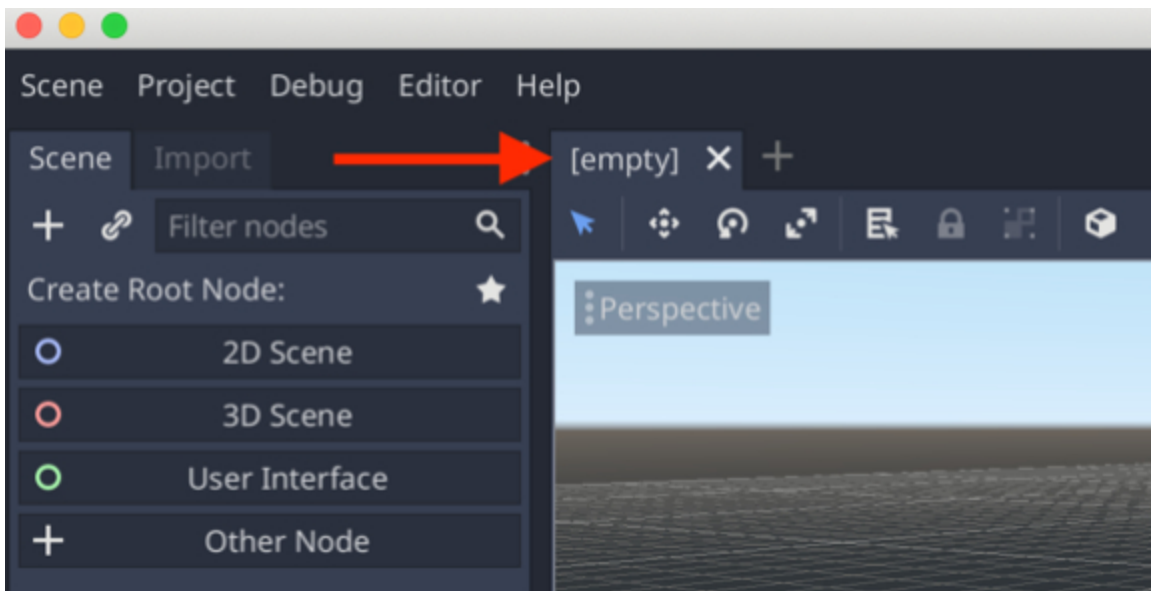 Scene Project Debug Editor Help
Scene Import
[empty]
Filter nodes
Create Root Node:
Perspective
2D Scene
3D Scene
User Interface
Other Node